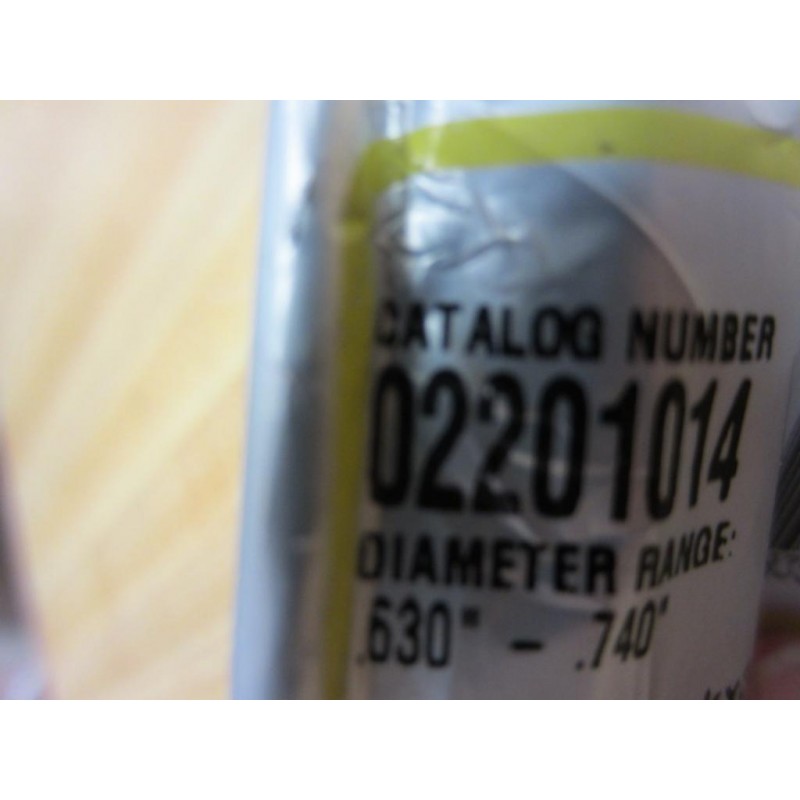 CATALOG NUMBER
02201014
DIAMETER RANGE:
.630" - .740"